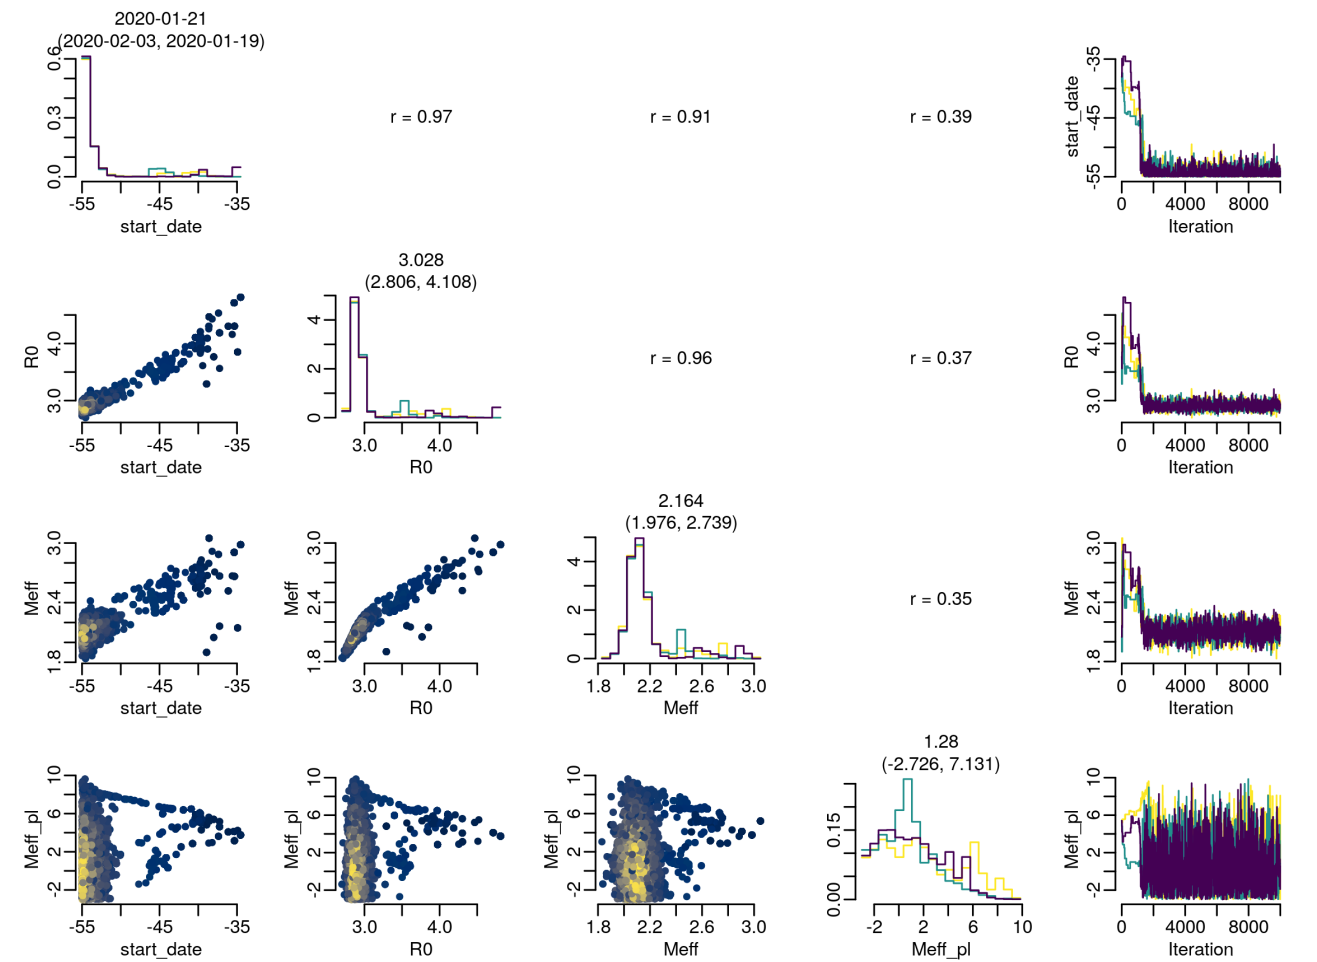 2020-01-21
(2020-02-03, 2020-01-19)
0.6
0.3
0.0
-55 -45 -35
start_date
r = 0.97
r = 0.91
r = 0.39
start_date
-35
-45
-55
0 4000 8000
Iteration
R0
4.0
3.0
-55 -45 -35
start_date
3.028
(2.806, 4.108)
4
2
0
3.0 4.0
R0
r = 0.96
r = 0.37
R0
4.0
3.0
0 4000 8000
Iteration
Meff
3.0
2.4
1.8
-55 -45 -35
start_date
Meff
3.0
2.4
1.8
3.0 4.0
R0
2.164
(1.976, 2.739)
4
2
0
1.8 2.2 2.6 3.0
Meff
r = 0.35
Meff
3.0
2.4
1.8
0 4000 8000
Iteration
Meff_pl
10
6
2
-2
-55 -45 -35
start_date
Meff_pl
10
6
2
-2
3.0 4.0
R0
Meff_pl
10
6
2
-2
1.8 2.2 2.6 3.0
Meff
1.28
(-2.726, 7.131)
0.15
0.00
-2 2 6 10
Meff_pl
Meff_pl
10
6
2
-2
0 4000 8000
Iteration